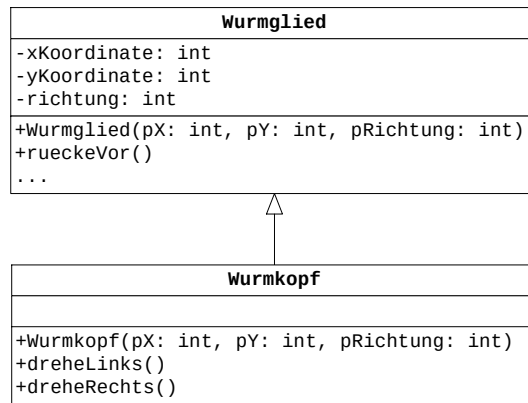 Wurmglied
-xKoordinate: int
-yKoordinate: int
-richtung: int
+Wurmglied(pX: int, pY: int, pRichtung: int)
+rueckeVor()
...
Wurmkopf
+Wurmkopf(pX: int, pY: int, pRichtung: int)
+dreheLinks()
+dreheRechts()